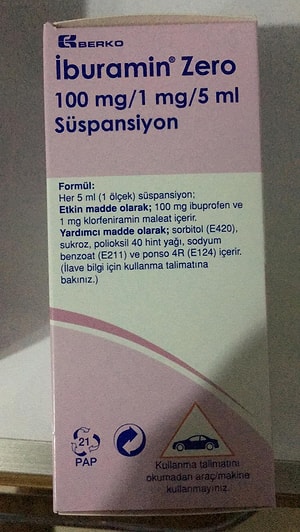 BERKO
İburamin® Zero
100 mg/1 mg/5 ml
Süspansiyon
Formül:
Her 5 ml (1 ölçek) süspansiyon;
Etkin madde olarak; 100 mg ibuprofen ve
1 mg klorfeniramin maleat içerir.
Yardımcı madde olarak; sorbitol (E420),
sukroz, polioksil 40 hint yağı, sodyum
benzoat (E211) ve ponso 4R (E124) içerir.
(İlave bilgi için kullanma talimatına
bakınız.)
21
PAP
Kullanma talimatını
okumadan araç/makine
kullanmayınız.